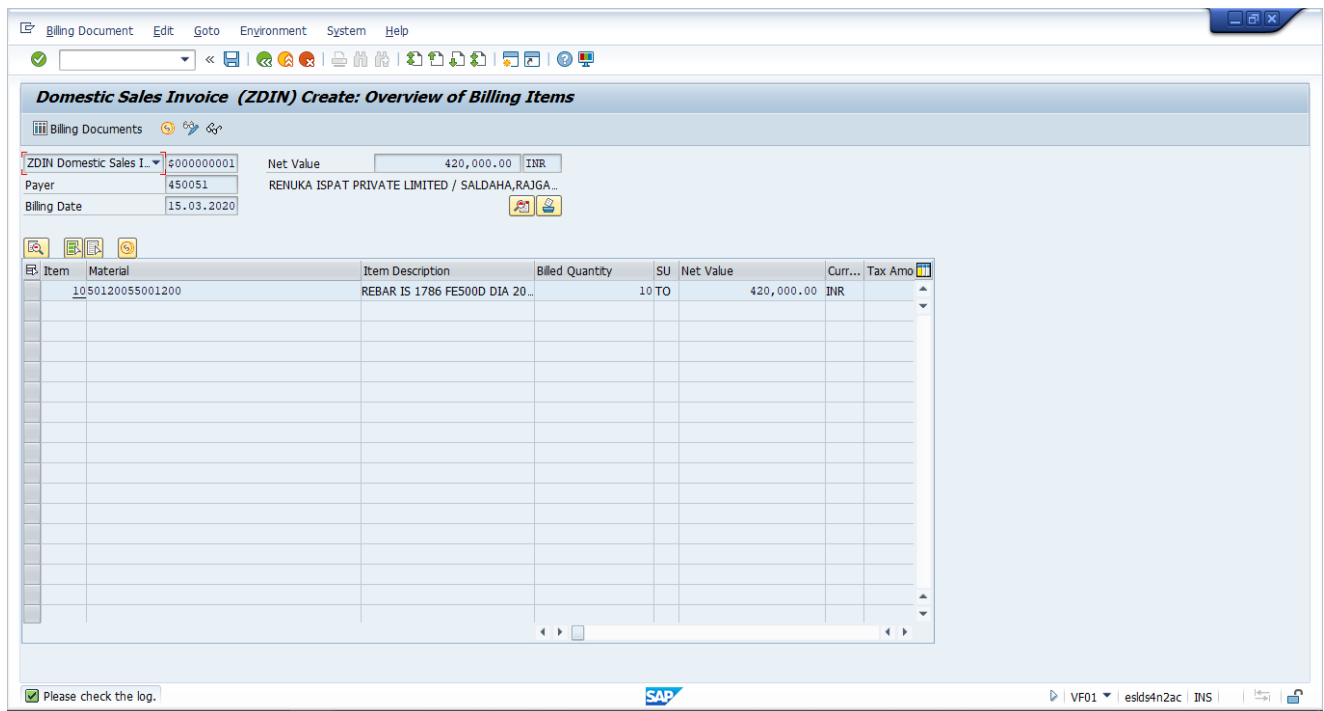 Billing Document Edit Goto Environment System Help
Domestic Sales Invoice (ZDIN) Create: Overview of Billing Items
Billing Documents
ZDIN Domestic Sales I... $000000001 Net Value 420,000.00 INR
Payer 450051 RENUKA ISPAT PRIVATE LIMITED / SALDAHA,RAJGA...
Billing Date 15.03.2020
Item Material Item Description Billed Quantity SU Net Value Curr... Tax Amo
10 50120055001200 REBAR IS 1786 FE500D DIA 20... 10 TO 420,000.00 INR
Please check the log. SAP VF01 eslds4n2ac INS